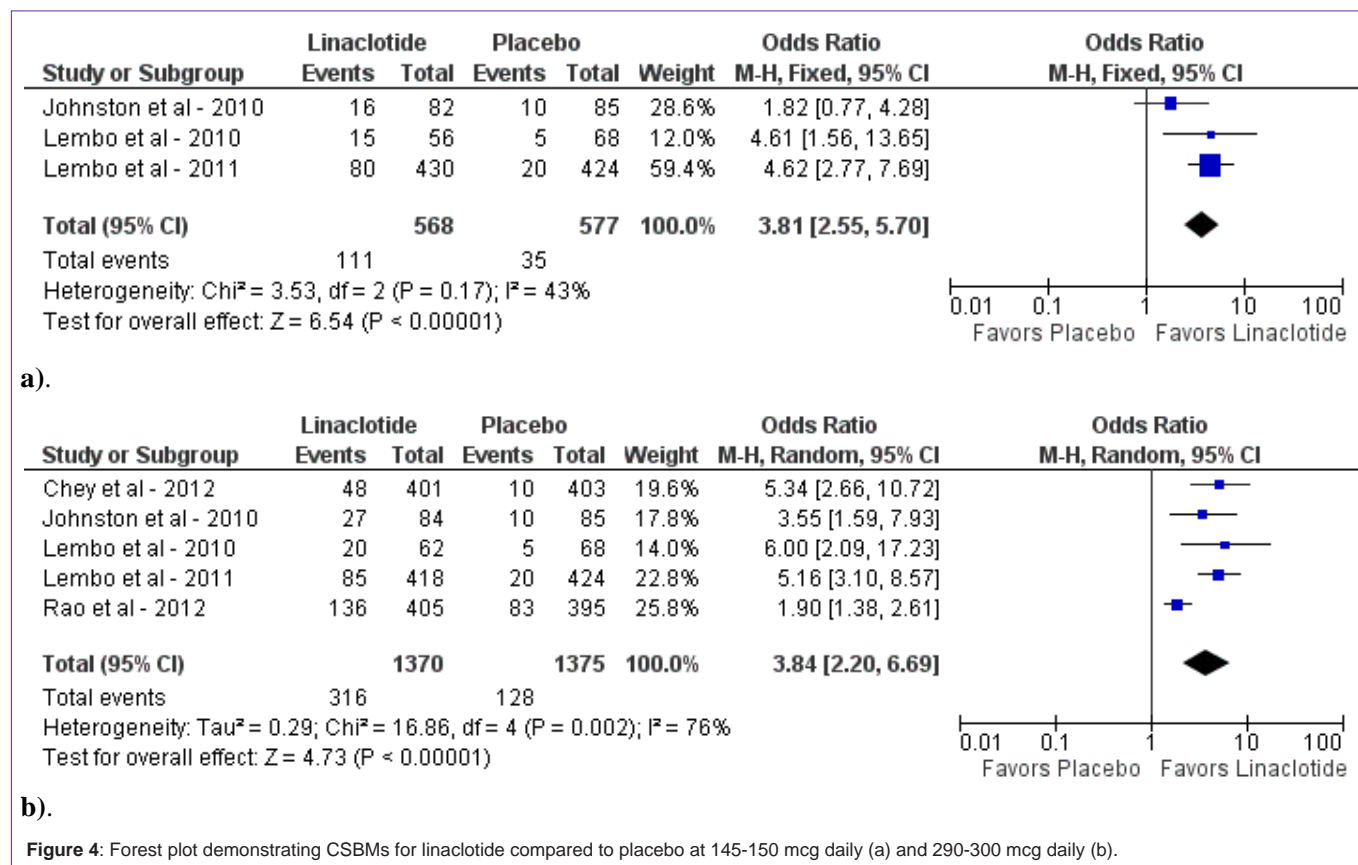 Linaclotide Placebo Odds Ratio Odds Ratio
Study or Subgroup Events Total Events Total Weight M-H, Fixed, 95% CI M-H, Fixed, 95% CI
Johnston et al - 2010 16 82 10 85 28.6% 1.82 [0.77, 4.28]
Lembo et al - 2010 15 56 5 68 12.0% 4.61 [1.56, 13.65]
Lembo et al - 2011 80 430 20 424 59.4% 4.62 [2.77, 7.69]
Total (95% CI) 568 577 100.0% 3.81 [2.55, 5.70]
Total events 111 35
Heterogeneity: Chi² = 3.53, df = 2 (P = 0.17); I² = 43%
Test for overall effect: Z = 6.54 (P < 0.00001)
0.01 0.1 1 10 100
Favors Placebo Favors Linaclotide
a).
Linaclotide Placebo Odds Ratio Odds Ratio
Study or Subgroup Events Total Events Total Weight M-H, Random, 95% CI M-H, Random, 95% CI
Chey et al - 2012 48 401 10 403 19.6% 5.34 [2.66, 10.72]
Johnston et al - 2010 27 84 10 85 17.8% 3.55 [1.59, 7.93]
Lembo et al - 2010 20 62 5 68 14.0% 6.00 [2.09, 17.23]
Lembo et al - 2011 85 418 20 424 22.8% 5.16 [3.10, 8.57]
Rao et al - 2012 136 405 83 395 25.8% 1.90 [1.38, 2.61]
Total (95% CI) 1370 1375 100.0% 3.84 [2.20, 6.69]
Total events 316 128
Heterogeneity: Tau² = 0.29; Chi² = 16.86, df = 4 (P = 0.002); I² = 76%
Test for overall effect: Z = 4.73 (P < 0.00001)
0.01 0.1 1 10 100
Favors Placebo Favors Linaclotide
b).
Figure 4: Forest plot demonstrating CSBMs for linaclotide compared to placebo at 145-150 mcg daily (a) and 290-300 mcg daily (b).